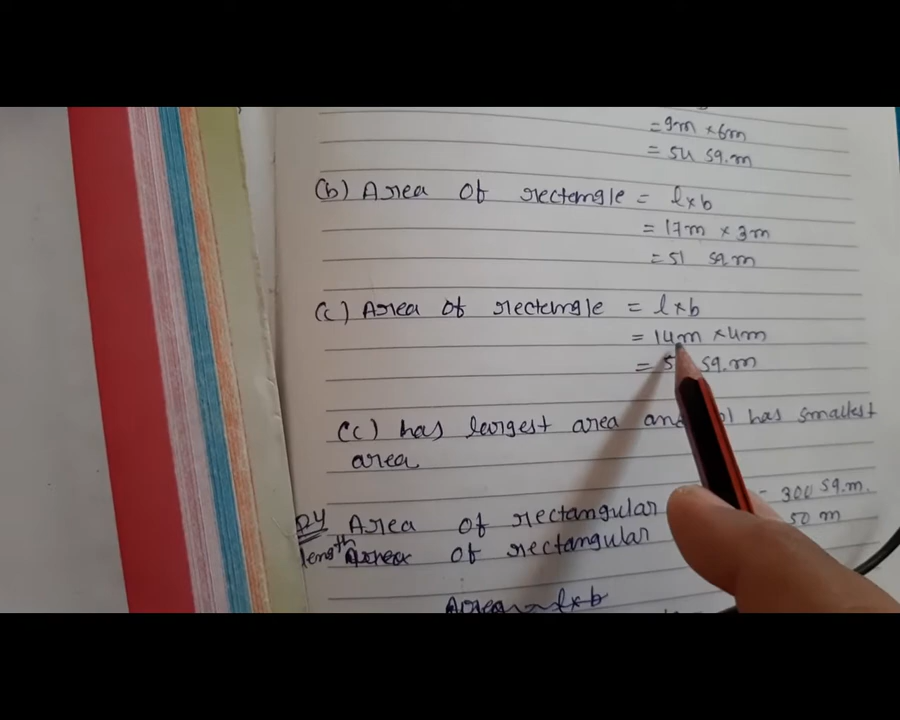 = 9m × 6m
= 54 sq.m
(b) Area of rectangle = l×b
= 17m × 3m
= 51 sq m
(c) Area of rectangle = l×b
= 14m × 4m
= 5 sq.m
(c) has largest area and has smallest
area
Area of rectangular = 300 sq.m.
length of rectangular 50 m
Area = l×b